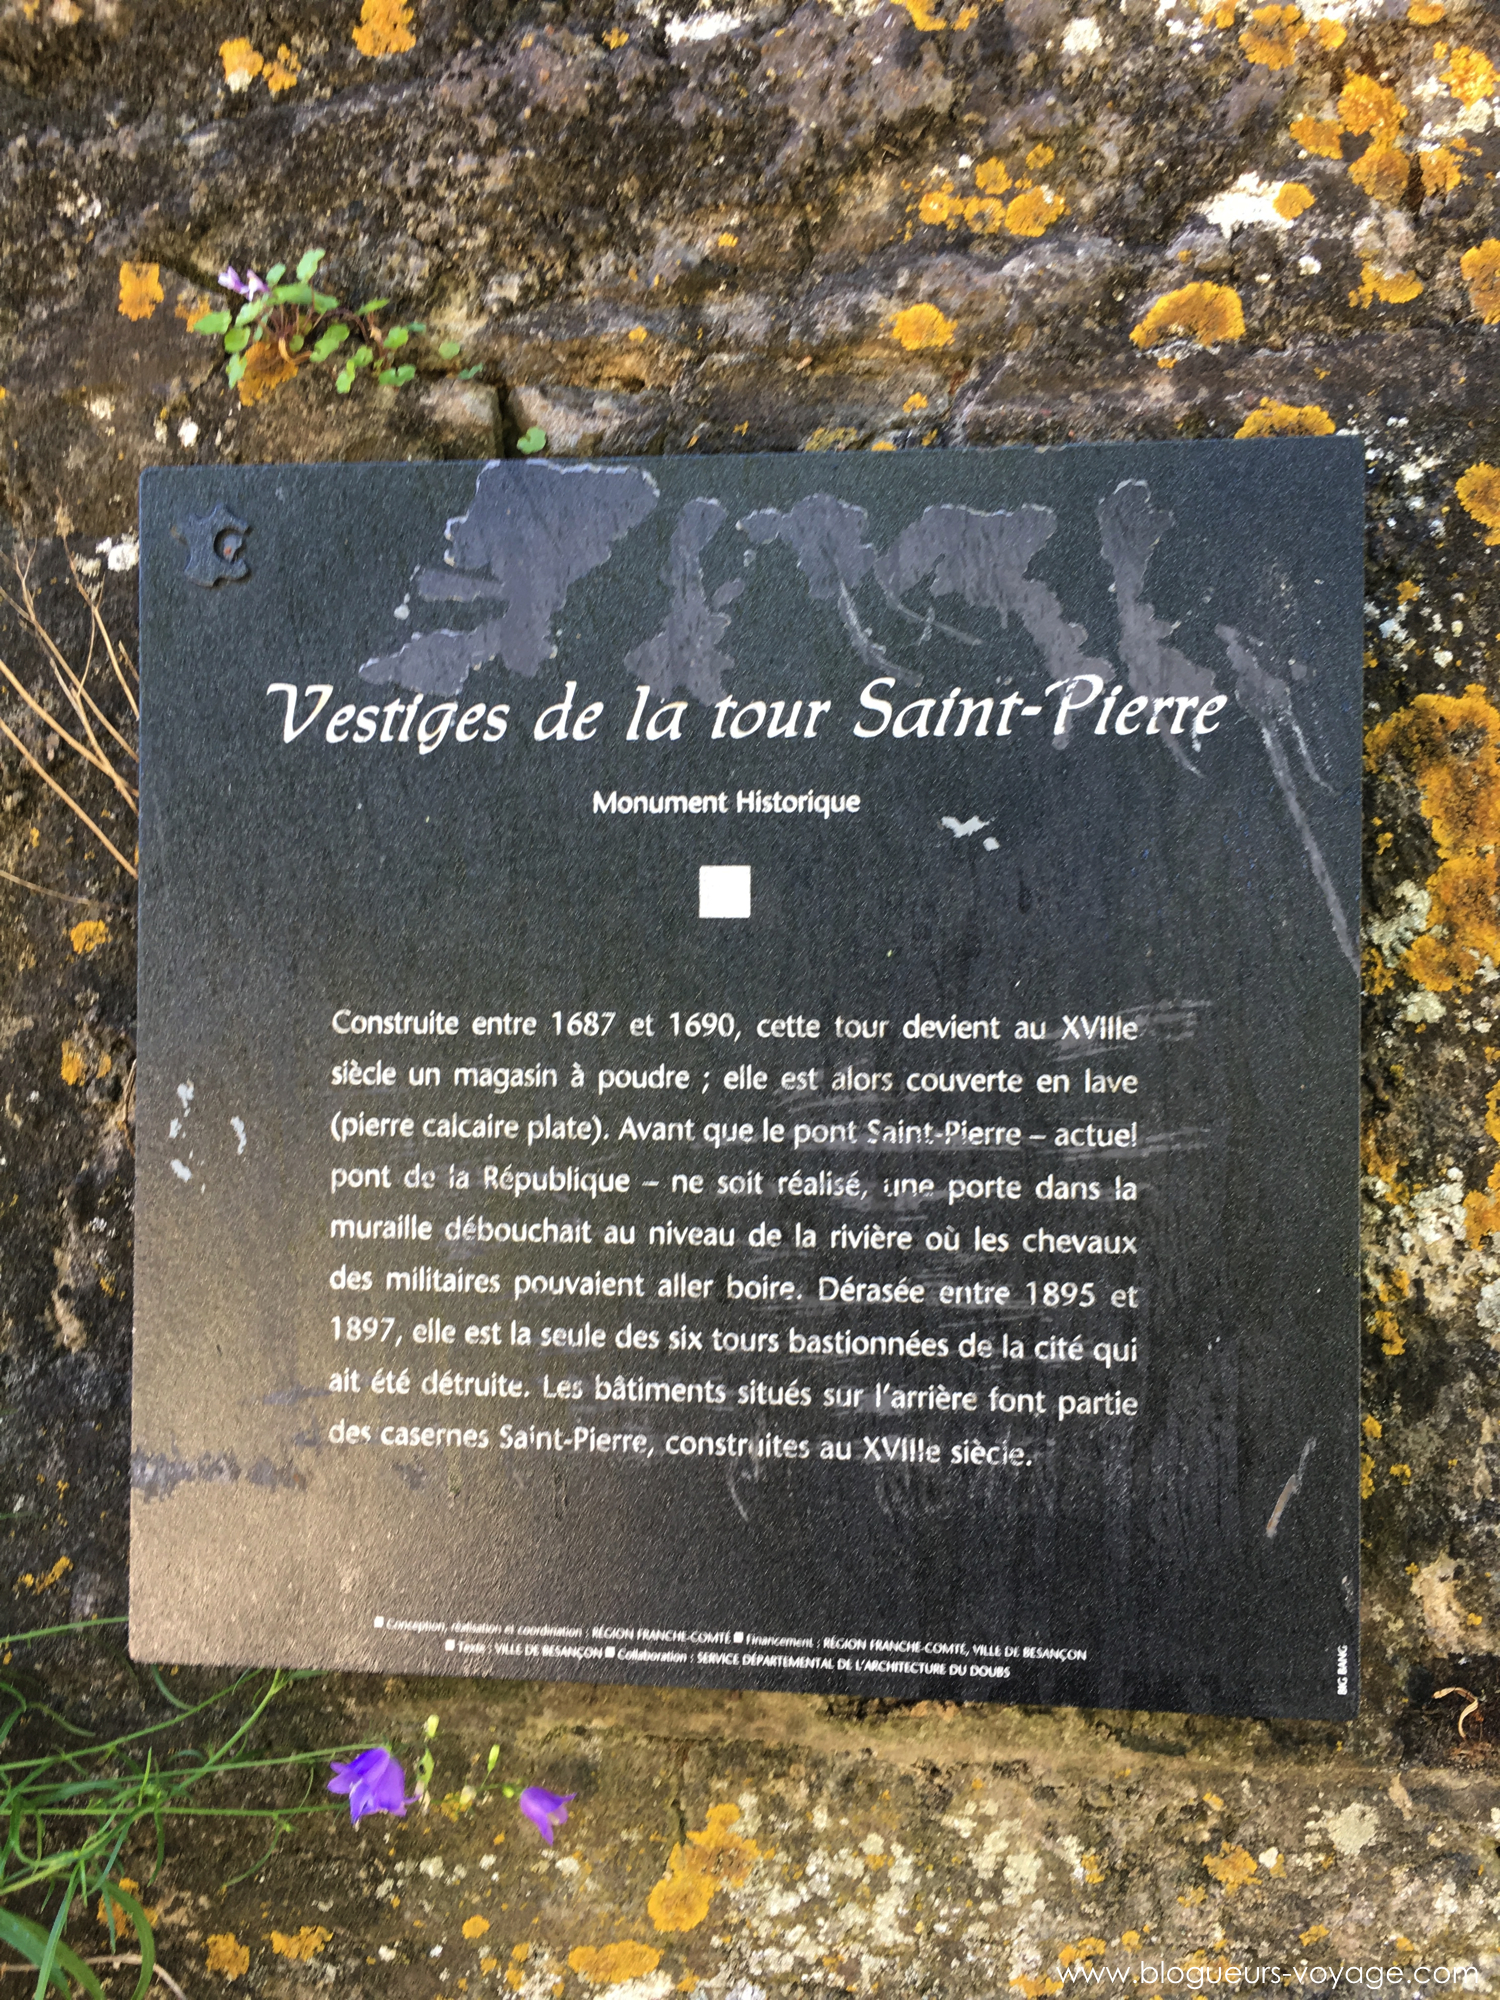 Vestiges de la tour Saint-Pierre
Monument Historique
Construite entre 1687 et 1690, cette tour devient au XVIIIe
siècle un magasin à poudre ; elle est alors couverte en lave
(pierre calcaire plate). Avant que le pont Saint-Pierre – actuel
pont de la République – ne soit réalisé, une porte dans la
muraille débouchait au niveau de la rivière où les chevaux
des militaires pouvaient aller boire. Dérasée entre 1895 et
1897, elle est la seule des six tours bastionnées de la cité qui
ait été détruite. Les bâtiments situés sur l'arrière font partie
des casernes Saint-Pierre, construites au XVIIIe siècle.
Conception, réalisation et coordination : RÉGION FRANCHE-COMTÉ Financement : RÉGION FRANCHE-COMTÉ, VILLE DE BESANÇON
Texte : VILLE DE BESANÇON Collaboration : SERVICE DÉPARTEMENTAL DE L'ARCHITECTURE DU DOUBS
BIG BANG
www.blogueurs-voyage.com